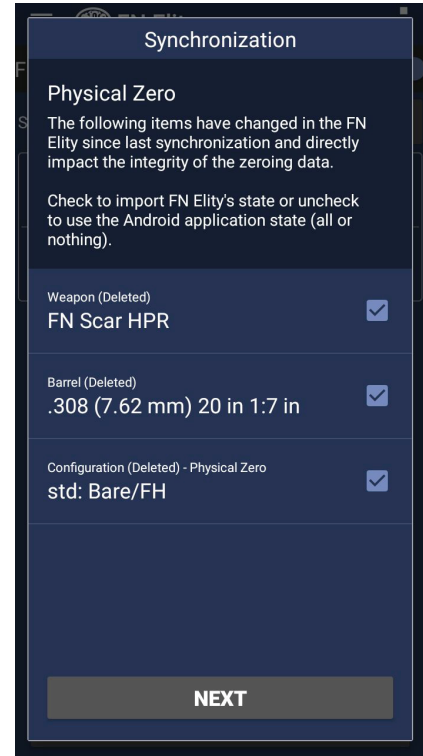 FN Elity
Synchronization
Physical Zero
The following items have changed in the FN
Elity since last synchronization and directly
impact the integrity of the zeroing data.
Check to import FN Elity's state or uncheck
to use the Android application state (all or
nothing).
Weapon (Deleted)
FN Scar HPR
Barrel (Deleted)
.308 (7.62 mm) 20 in 1:7 in
Configuration (Deleted) - Physical Zero
std: Bare/FH
NEXT